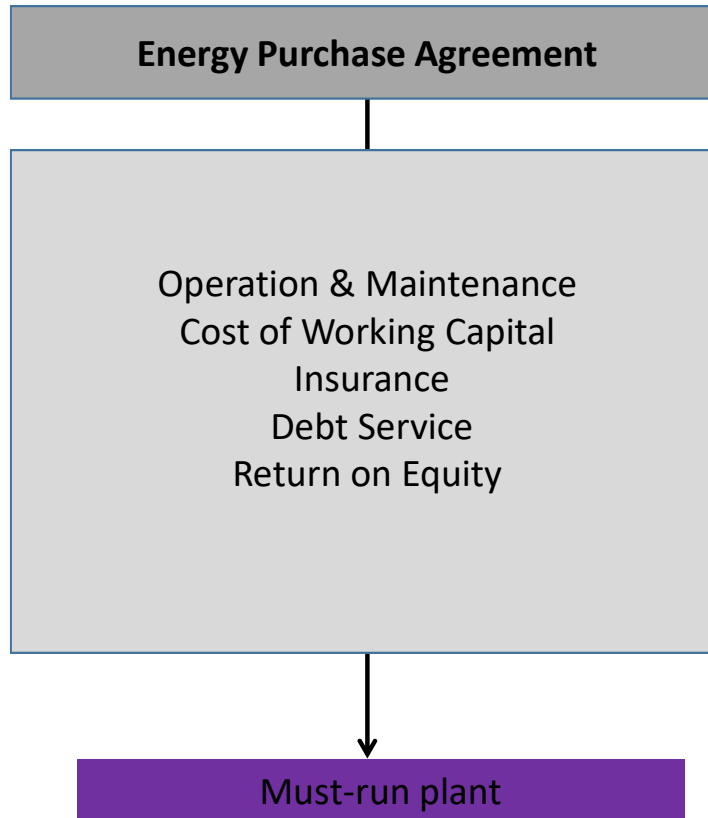 Energy Purchase Agreement
Operation & Maintenance
Cost of Working Capital
Insurance
Debt Service
Return on Equity
Must-run plant